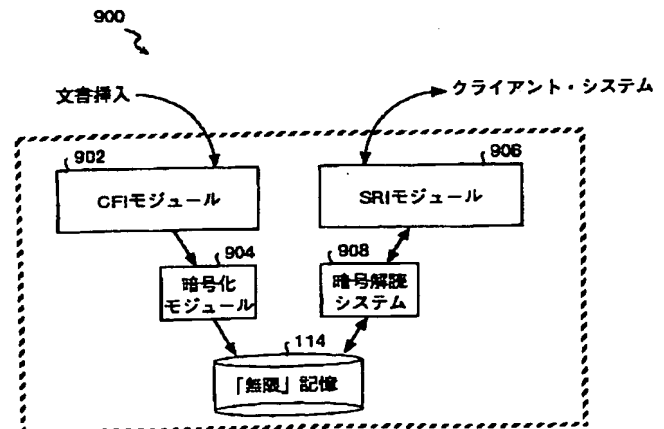 900
文書挿入
クライアント・システム
902
CFIモジュール
906
SRIモジュール
904
暗号化
モジュール
908
暗号解読
システム
114
「無限」記憶